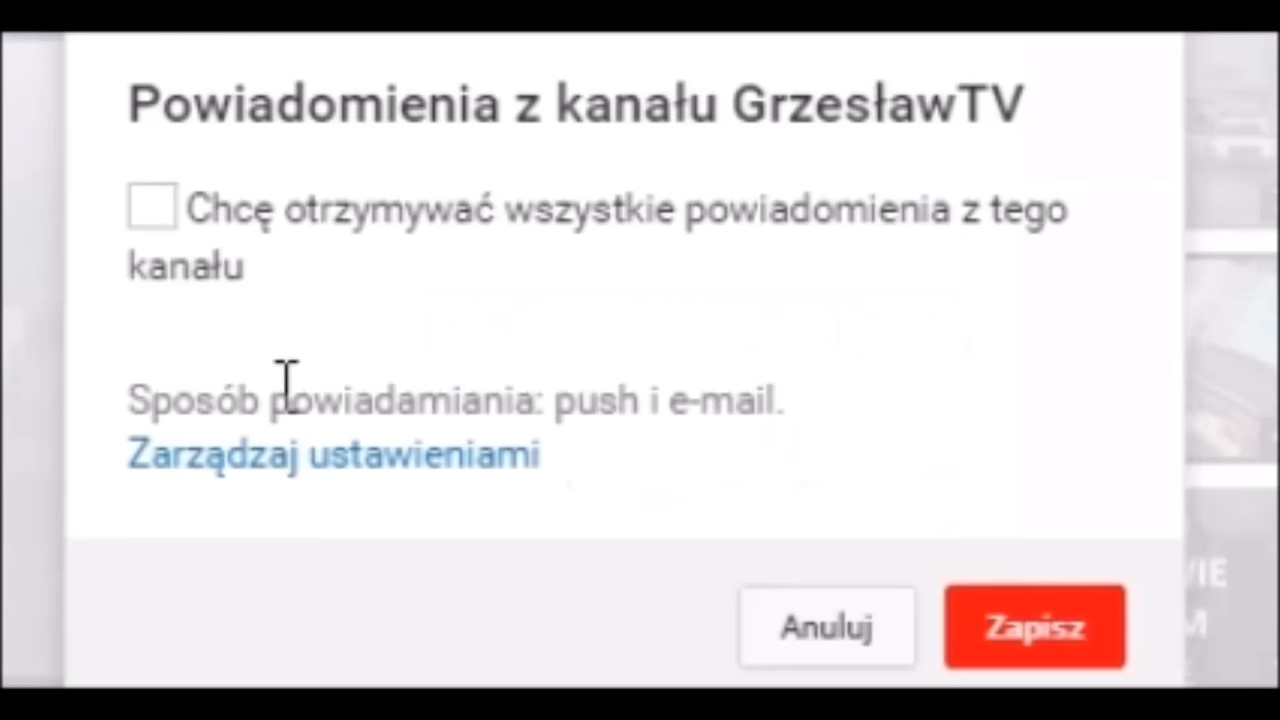 Powiadomienia z kanału GrzesławTV
Chcę otrzymywać wszystkie powiadomienia z tego
kanału
Sposób powiadamiania: push i e-mail.
Zarządzaj ustawieniami
Anuluj
Zapisz